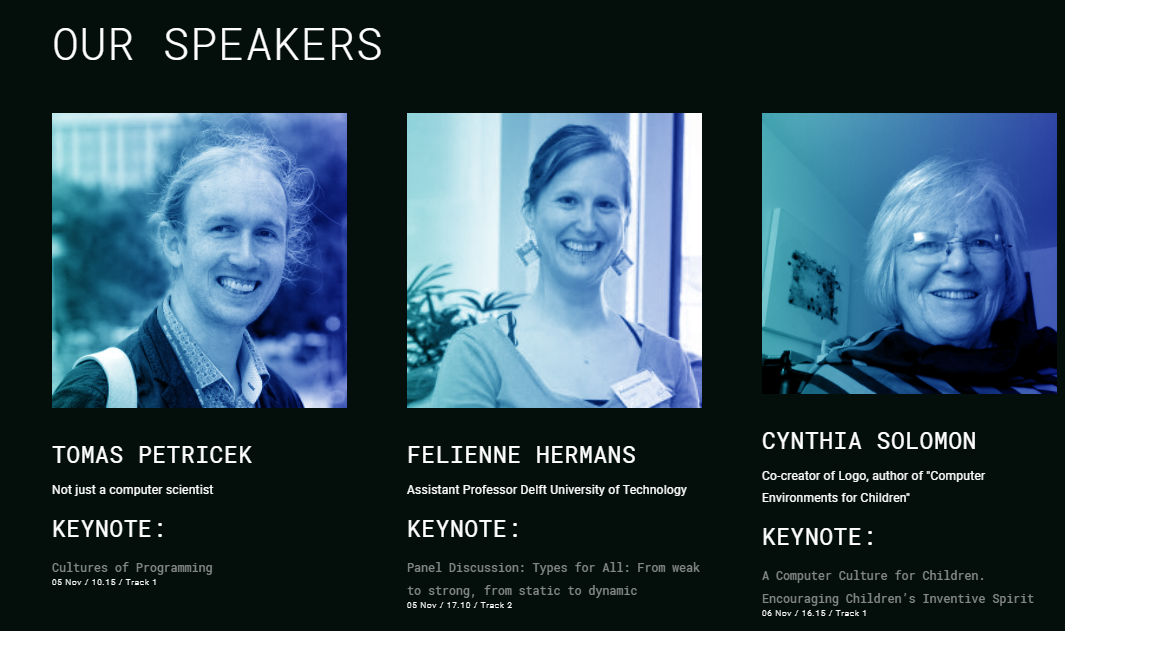 OUR SPEAKERS
TOMAS PETRICEK
Not just a computer scientist
KEYNOTE:
Cultures of Programming
05 Nov / 10.15 / Track 1
FELIENNE HERMANS
Assistant Professor Delft University of Technology
KEYNOTE:
Panel Discussion: Types for All: From weak
to strong, from static to dynamic
05 Nov / 17.10 / Track 2
CYNTHIA SOLOMON
Co-creator of Logo, author of "Computer
Environments for Children"
KEYNOTE:
A Computer Culture for Children.
Encouraging Children’s Inventive Spirit
06 Nov / 16.15 / Track 1